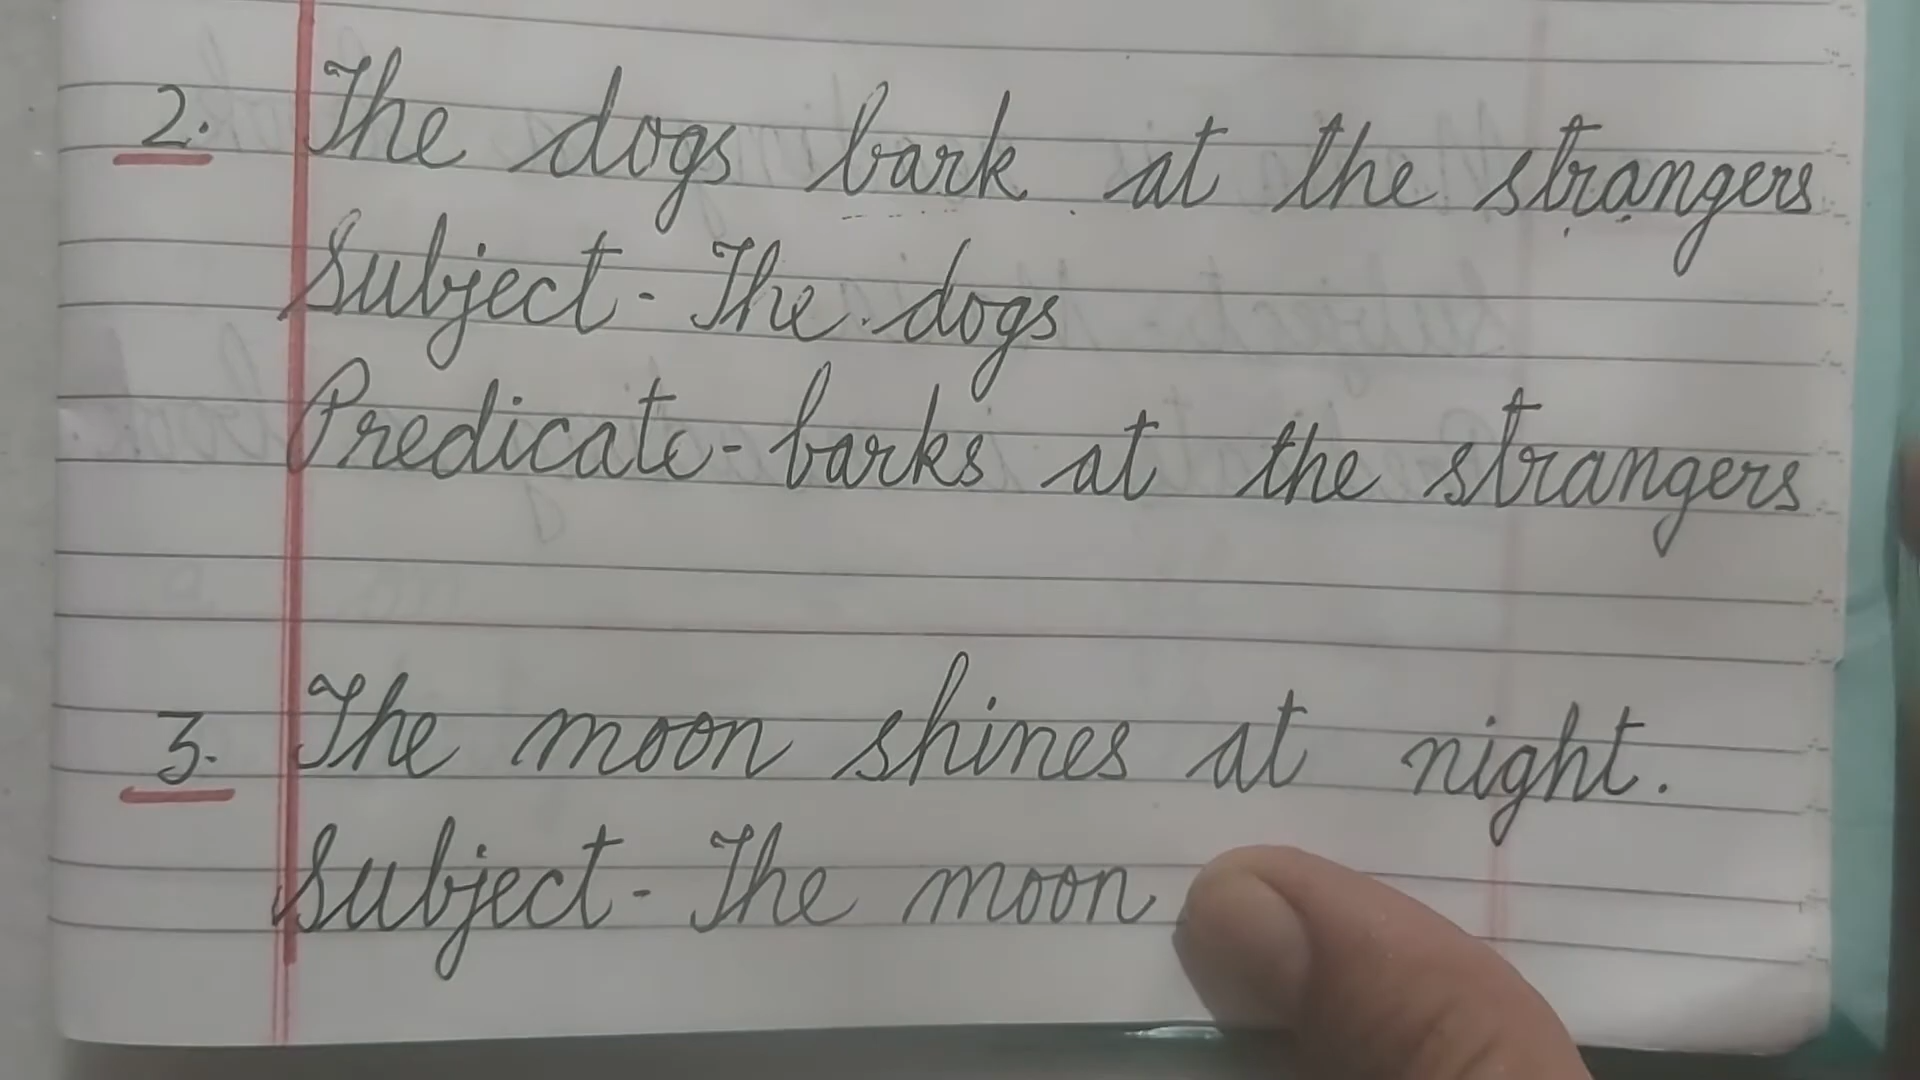 2. The dogs bark at the strangers
Subject - The dogs
Predicate - barks at the strangers
3. The moon shines at night.
Subject - The moon